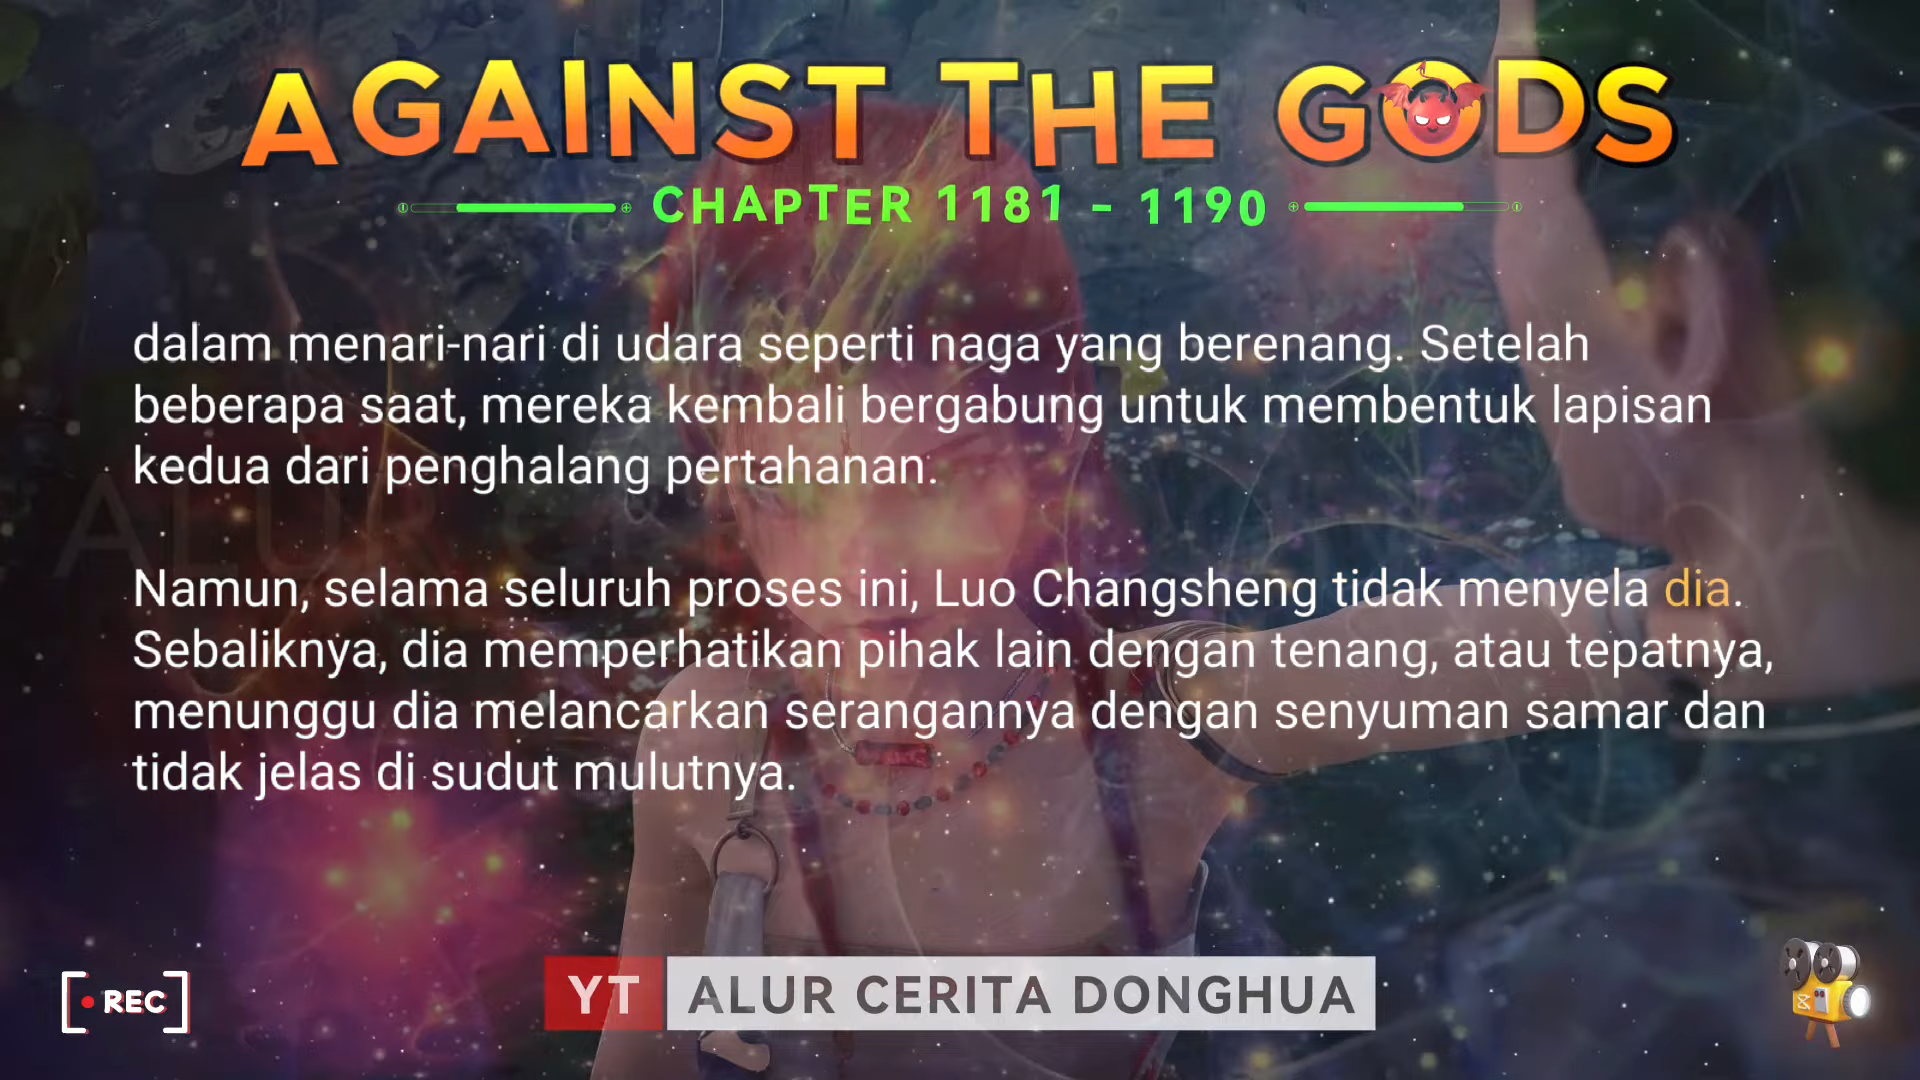 AGAINST THE GODS
CHAPTER 1181 - 1190
dalam menari-nari di udara seperti naga yang berenang. Setelah
beberapa saat, mereka kembali bergabung untuk membentuk lapisan
kedua dari penghalang pertahanan.
Namun, selama seluruh proses ini, Luo Changsheng tidak menyela dia.
Sebaliknya, dia memperhatikan pihak lain dengan tenang, atau tepatnya,
menunggu dia melancarkan serangannya dengan senyuman samar dan
tidak jelas di sudut mulutnya.
REC
YT ALUR CERITA DONGHUA